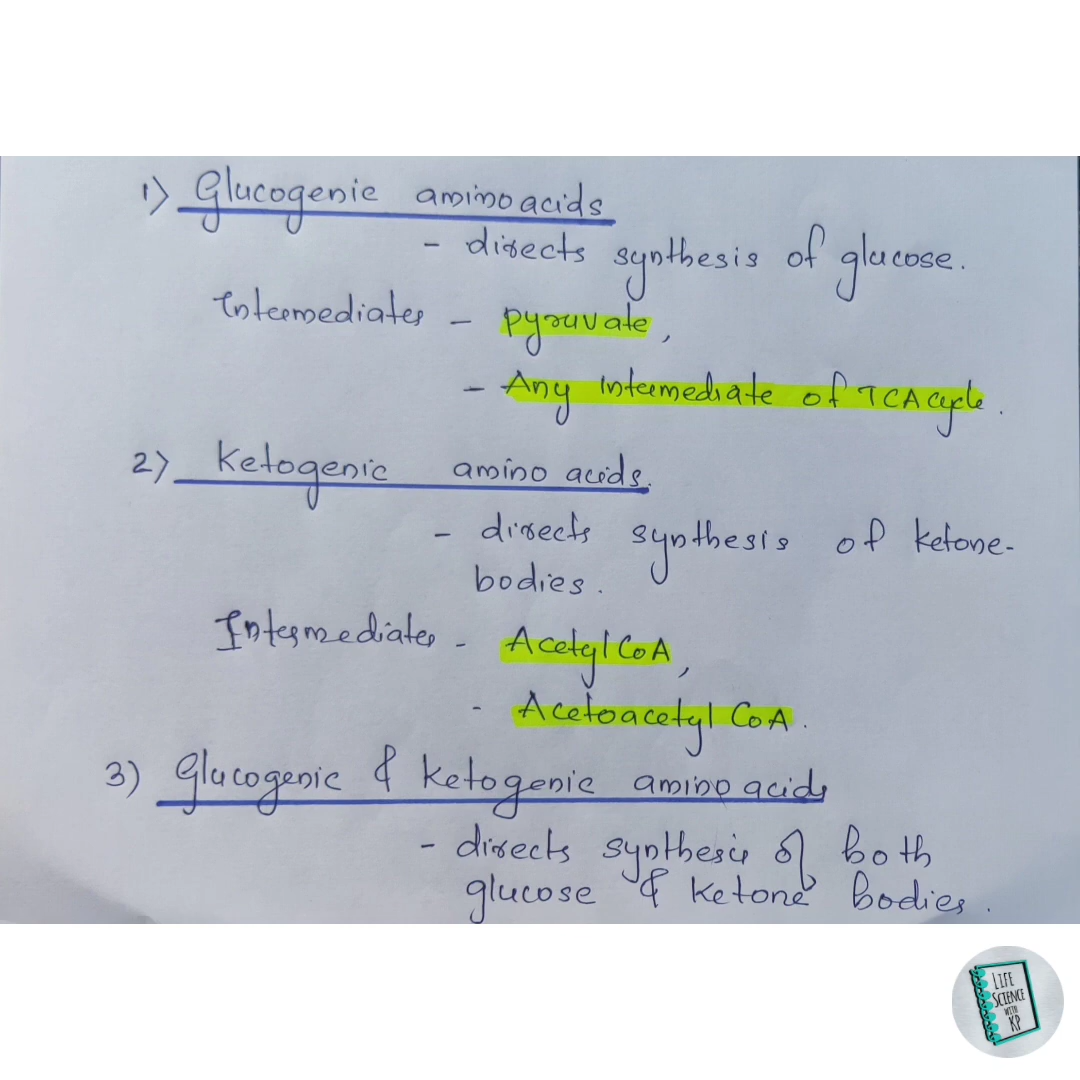 1) Glucogenic aminoacids
- directs synthesis of glucose.
Intermediates - pyruvate,
- Any intermediate of TCA cycle.
2) Ketogenic amino acids.
- directs synthesis of ketone-
bodies.
Intermediates - Acetyl CoA,
- Acetoacetyl CoA.
3) Glucogenic & ketogenic amino acids
- directs synthesis of both
glucose & ketone bodies.
LIFE
SCIENCE
WITH
KP